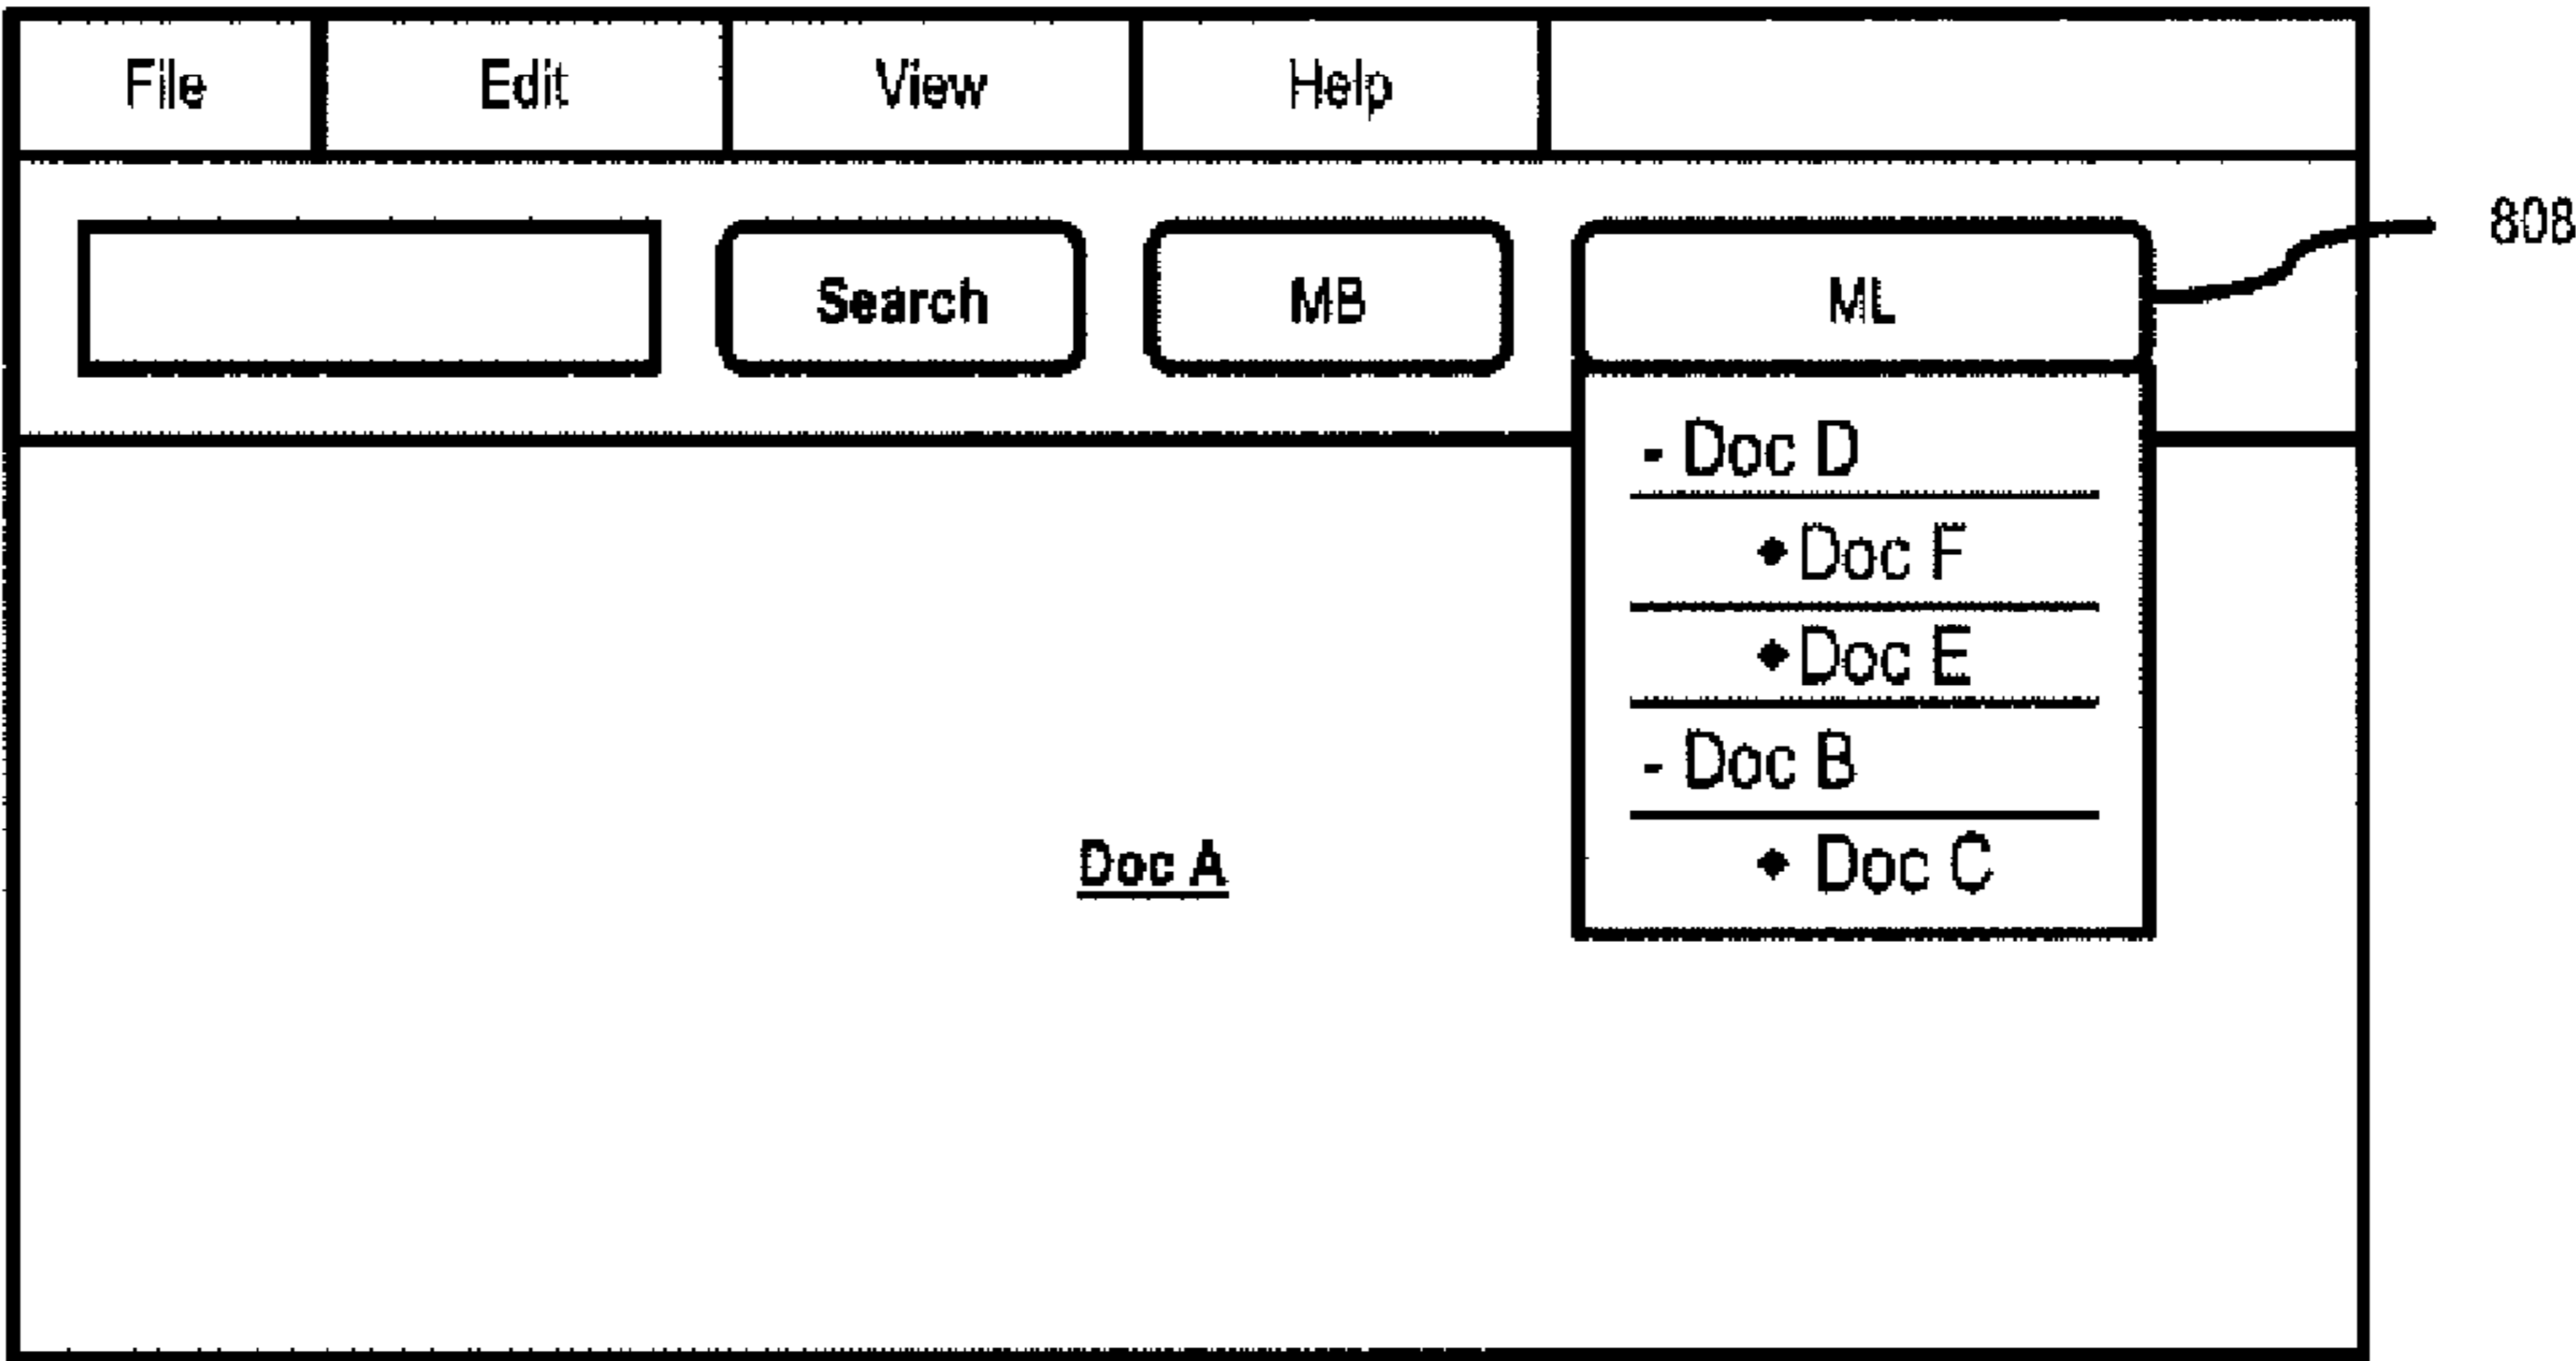 File Edit View Help
808
Search MB ML
- Doc D
◆Doc F
◆Doc E
- Doc B
◆ Doc C
Doc A